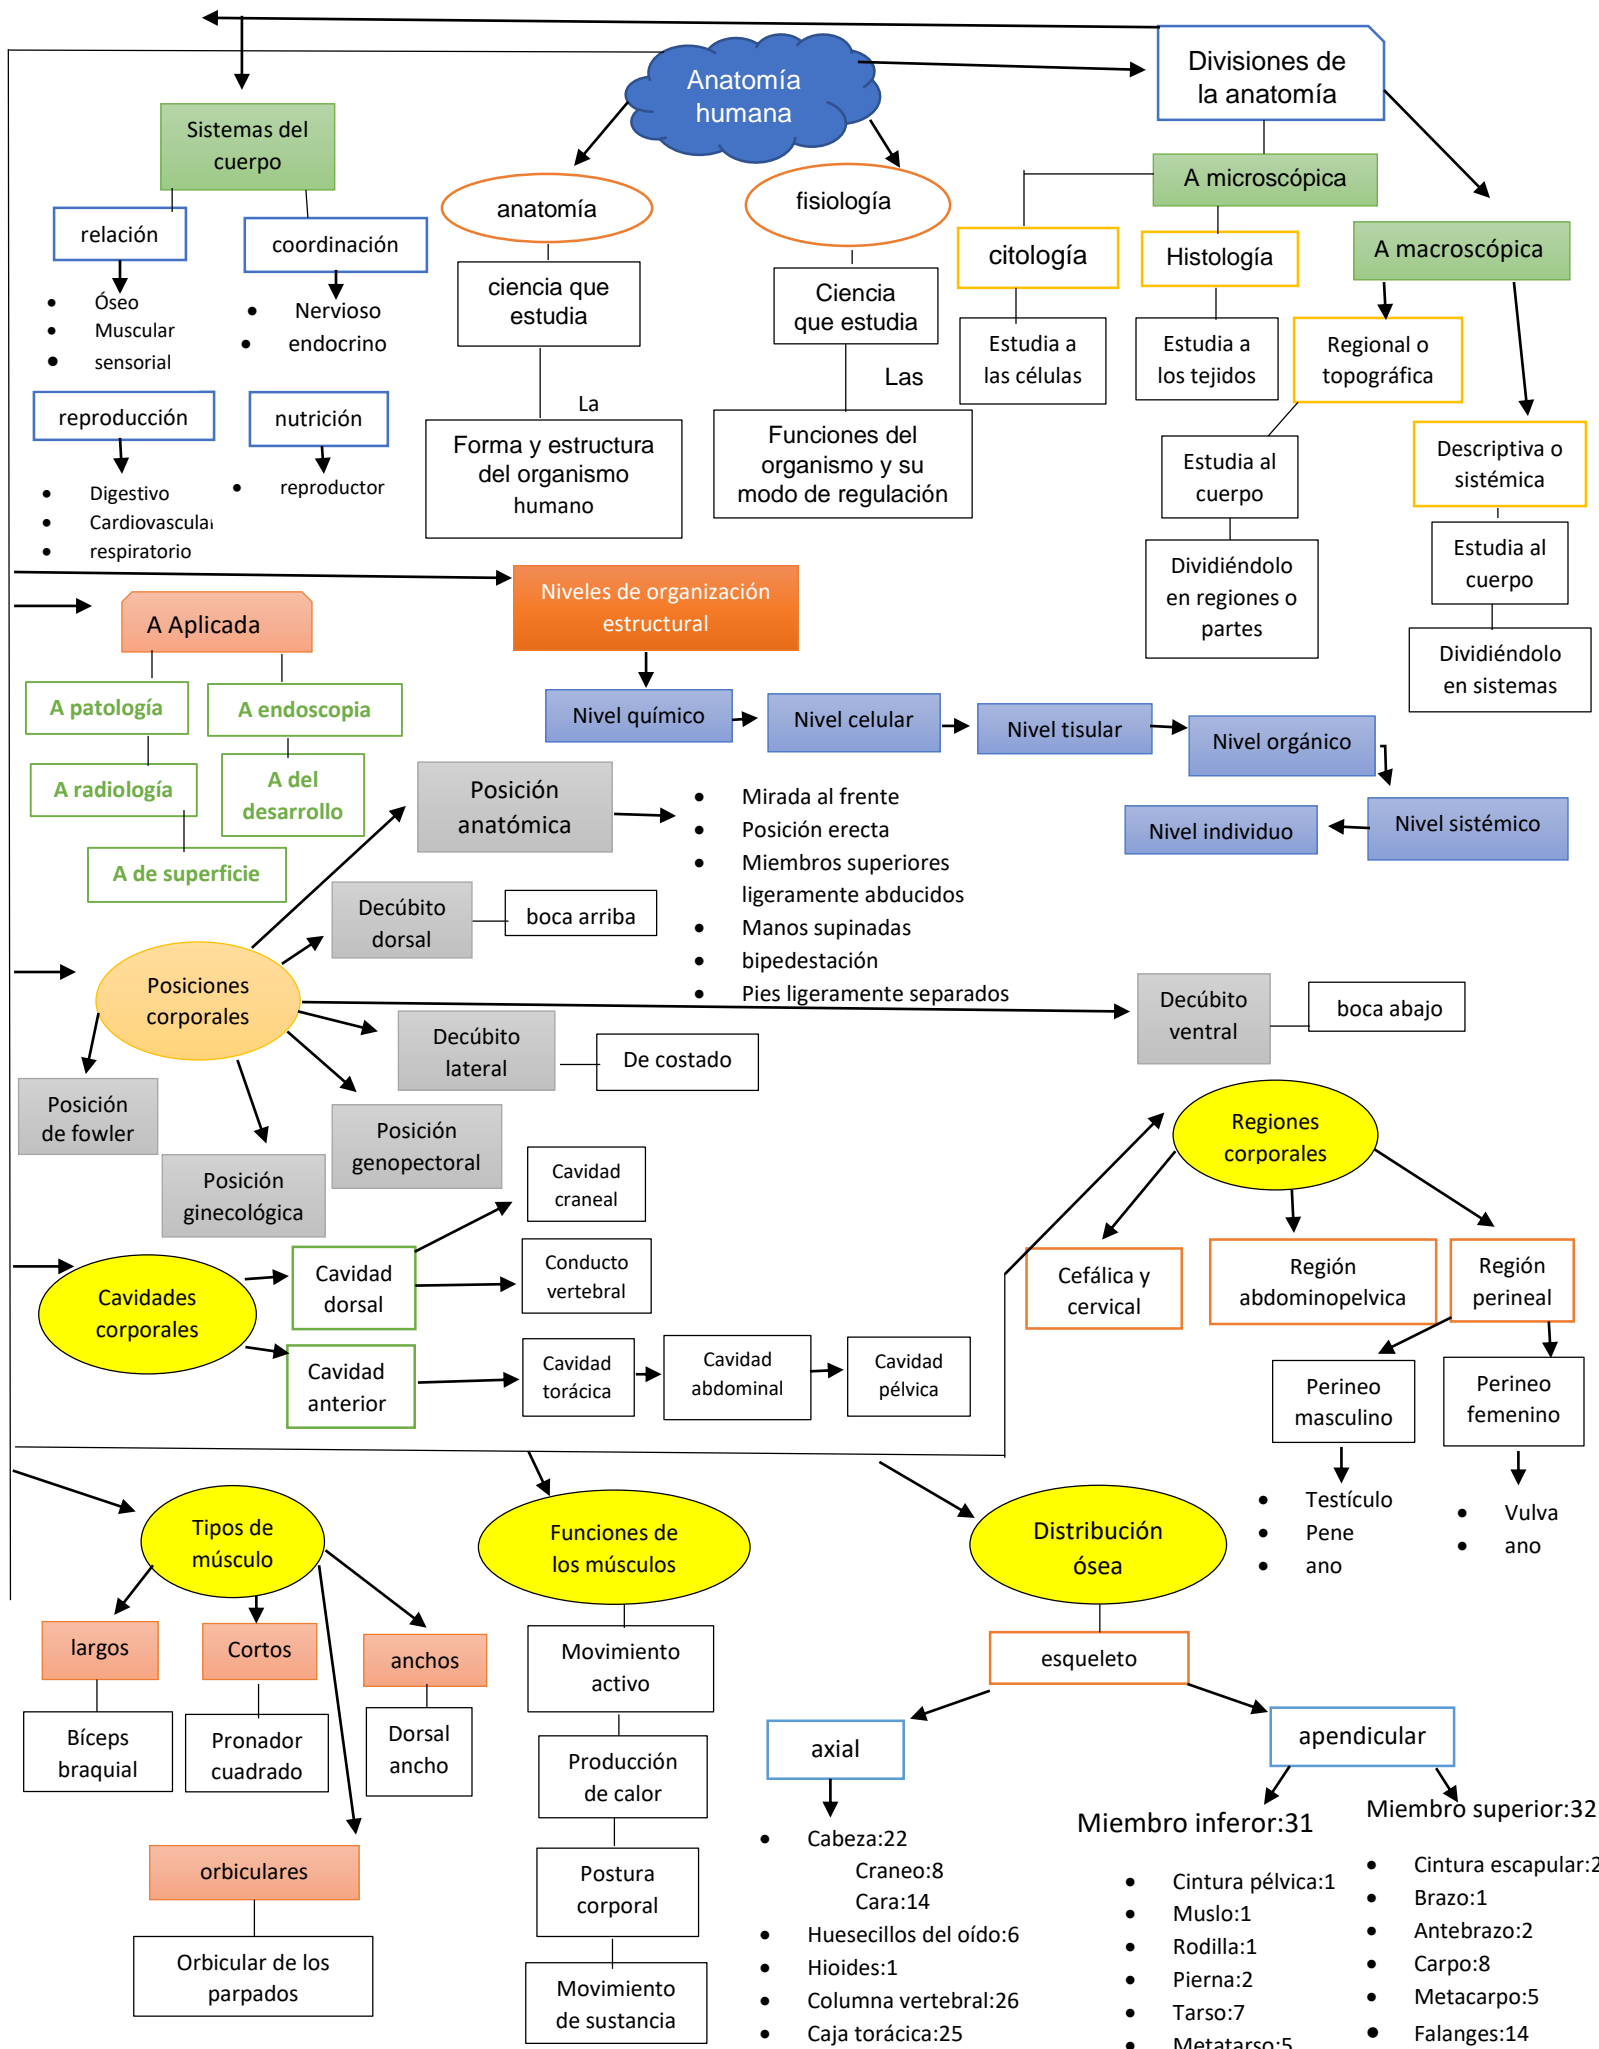 Anatomía
humana
Divisiones de
la anatomía
Sistemas del
cuerpo
relación
• Óseo
• Muscular
• sensorial
coordinación
• Nervioso
• endocrino
reproducción
• Digestivo
• Cardiovascular
• respiratorio
nutrición
• reproductor
anatomía
ciencia que
estudia
La
Forma y estructura
del organismo
humano
fisiología
Ciencia
que estudia
Las
Funciones del
organismo y su
modo de regulación
A microscópica
citología
Estudia a
las células
Histología
Estudia a
los tejidos
A macroscópica
Regional o
topográfica
Estudia al
cuerpo
Dividiéndolo
en regiones o
partes
Descriptiva o
sistémica
Estudia al
cuerpo
Dividiéndolo
en sistemas
A Aplicada
A patología
A endoscopia
A radiología
A del
desarrollo
A de superficie
Niveles de organización
estructural
Nivel químico
Nivel celular
Nivel tisular
Nivel orgánico
Nivel sistémico
Nivel individuo
Posiciones
corporales
Posición
anatómica
• Mirada al frente
• Posición erecta
• Miembros superiores
ligeramente abducidos
• Manos supinadas
• bipedestación
• Pies ligeramente separados
Decúbito
dorsal
boca arriba
Decúbito
ventral
boca abajo
Decúbito
lateral
De costado
Posición
de fowler
Posición
genopectoral
Posición
ginecológica
Cavidades
corporales
Cavidad
dorsal
Cavidad
craneal
Conducto
vertebral
Cavidad
anterior
Cavidad
torácica
Cavidad
abdominal
Cavidad
pélvica
Regiones
corporales
Cefálica y
cervical
Región
abdominopelvica
Región
perineal
Perineo
masculino
• Testículo
• Pene
• ano
Perineo
femenino
• Vulva
• ano
Tipos de
músculo
largos
Bíceps
braquial
Cortos
Pronador
cuadrado
anchos
Dorsal
ancho
orbiculares
Orbicular de los
parpados
Funciones de
los músculos
Movimiento
activo
Producción
de calor
Postura
corporal
Movimiento
de sustancia
Distribución
ósea
esqueleto
axial
• Cabeza:22
Craneo:8
Cara:14
• Huesecillos del oído:6
• Hioides:1
• Columna vertebral:26
• Caja torácica:25
apendicular
Miembro inferor:31
• Cintura pélvica:1
• Muslo:1
• Rodilla:1
• Pierna:2
• Tarso:7
• Metatarso:5
Miembro superior:32
• Cintura escapular:2
• Brazo:1
• Antebrazo:2
• Carpo:8
• Metacarpo:5
• Falanges:14